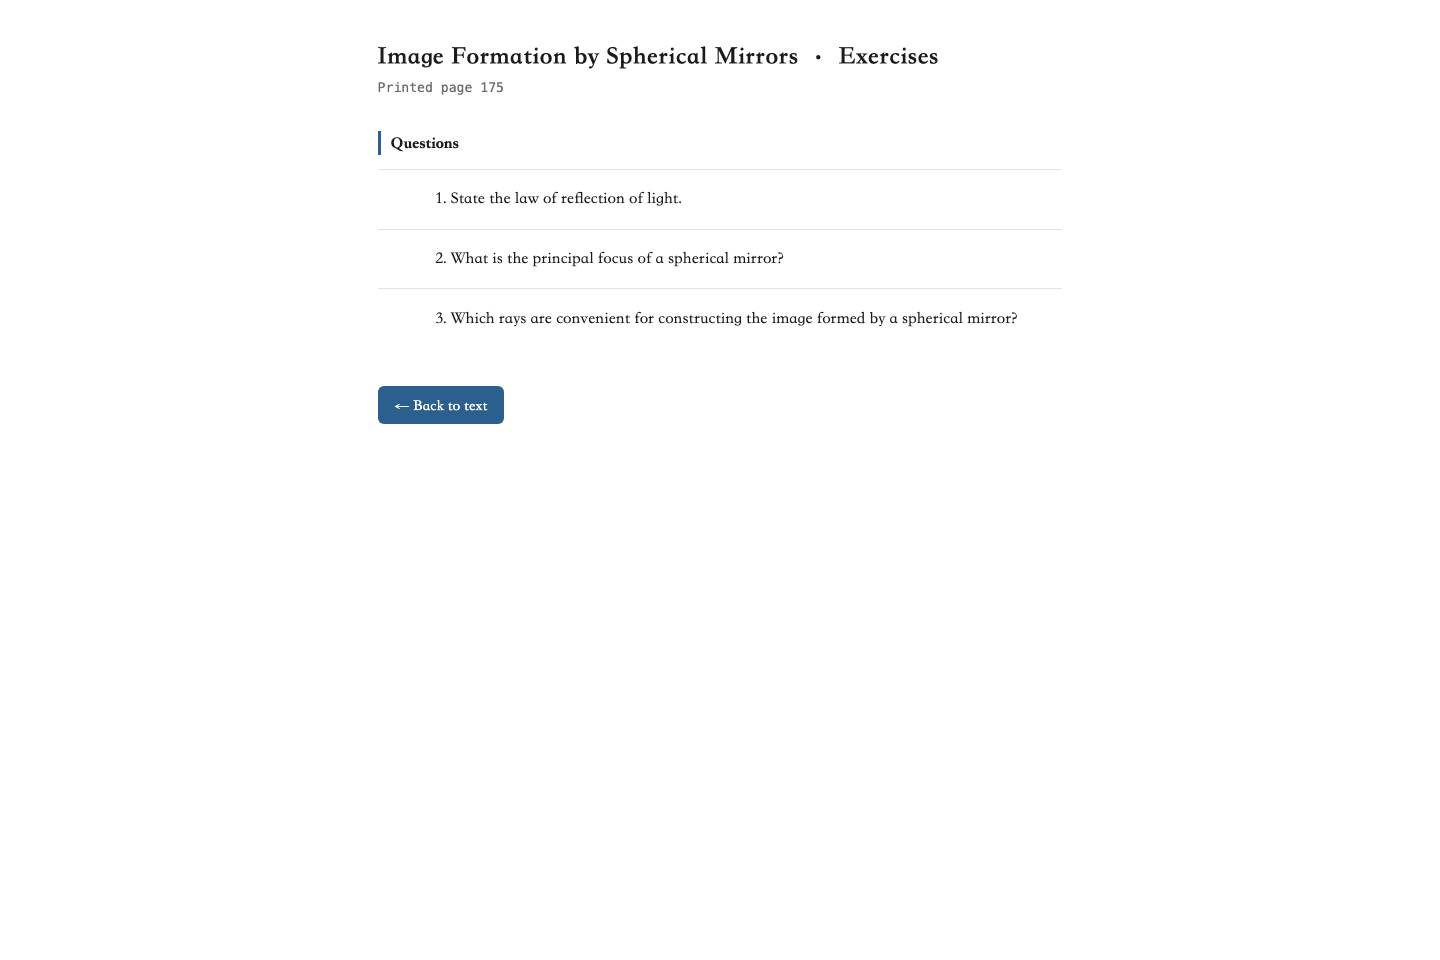 Image Formation by Spherical Mirrors · Exercises
Printed page 175
Questions
1. State the law of reflection of light.
2. What is the principal focus of a spherical mirror?
3. Which rays are convenient for constructing the image formed by a spherical mirror?
← Back to text